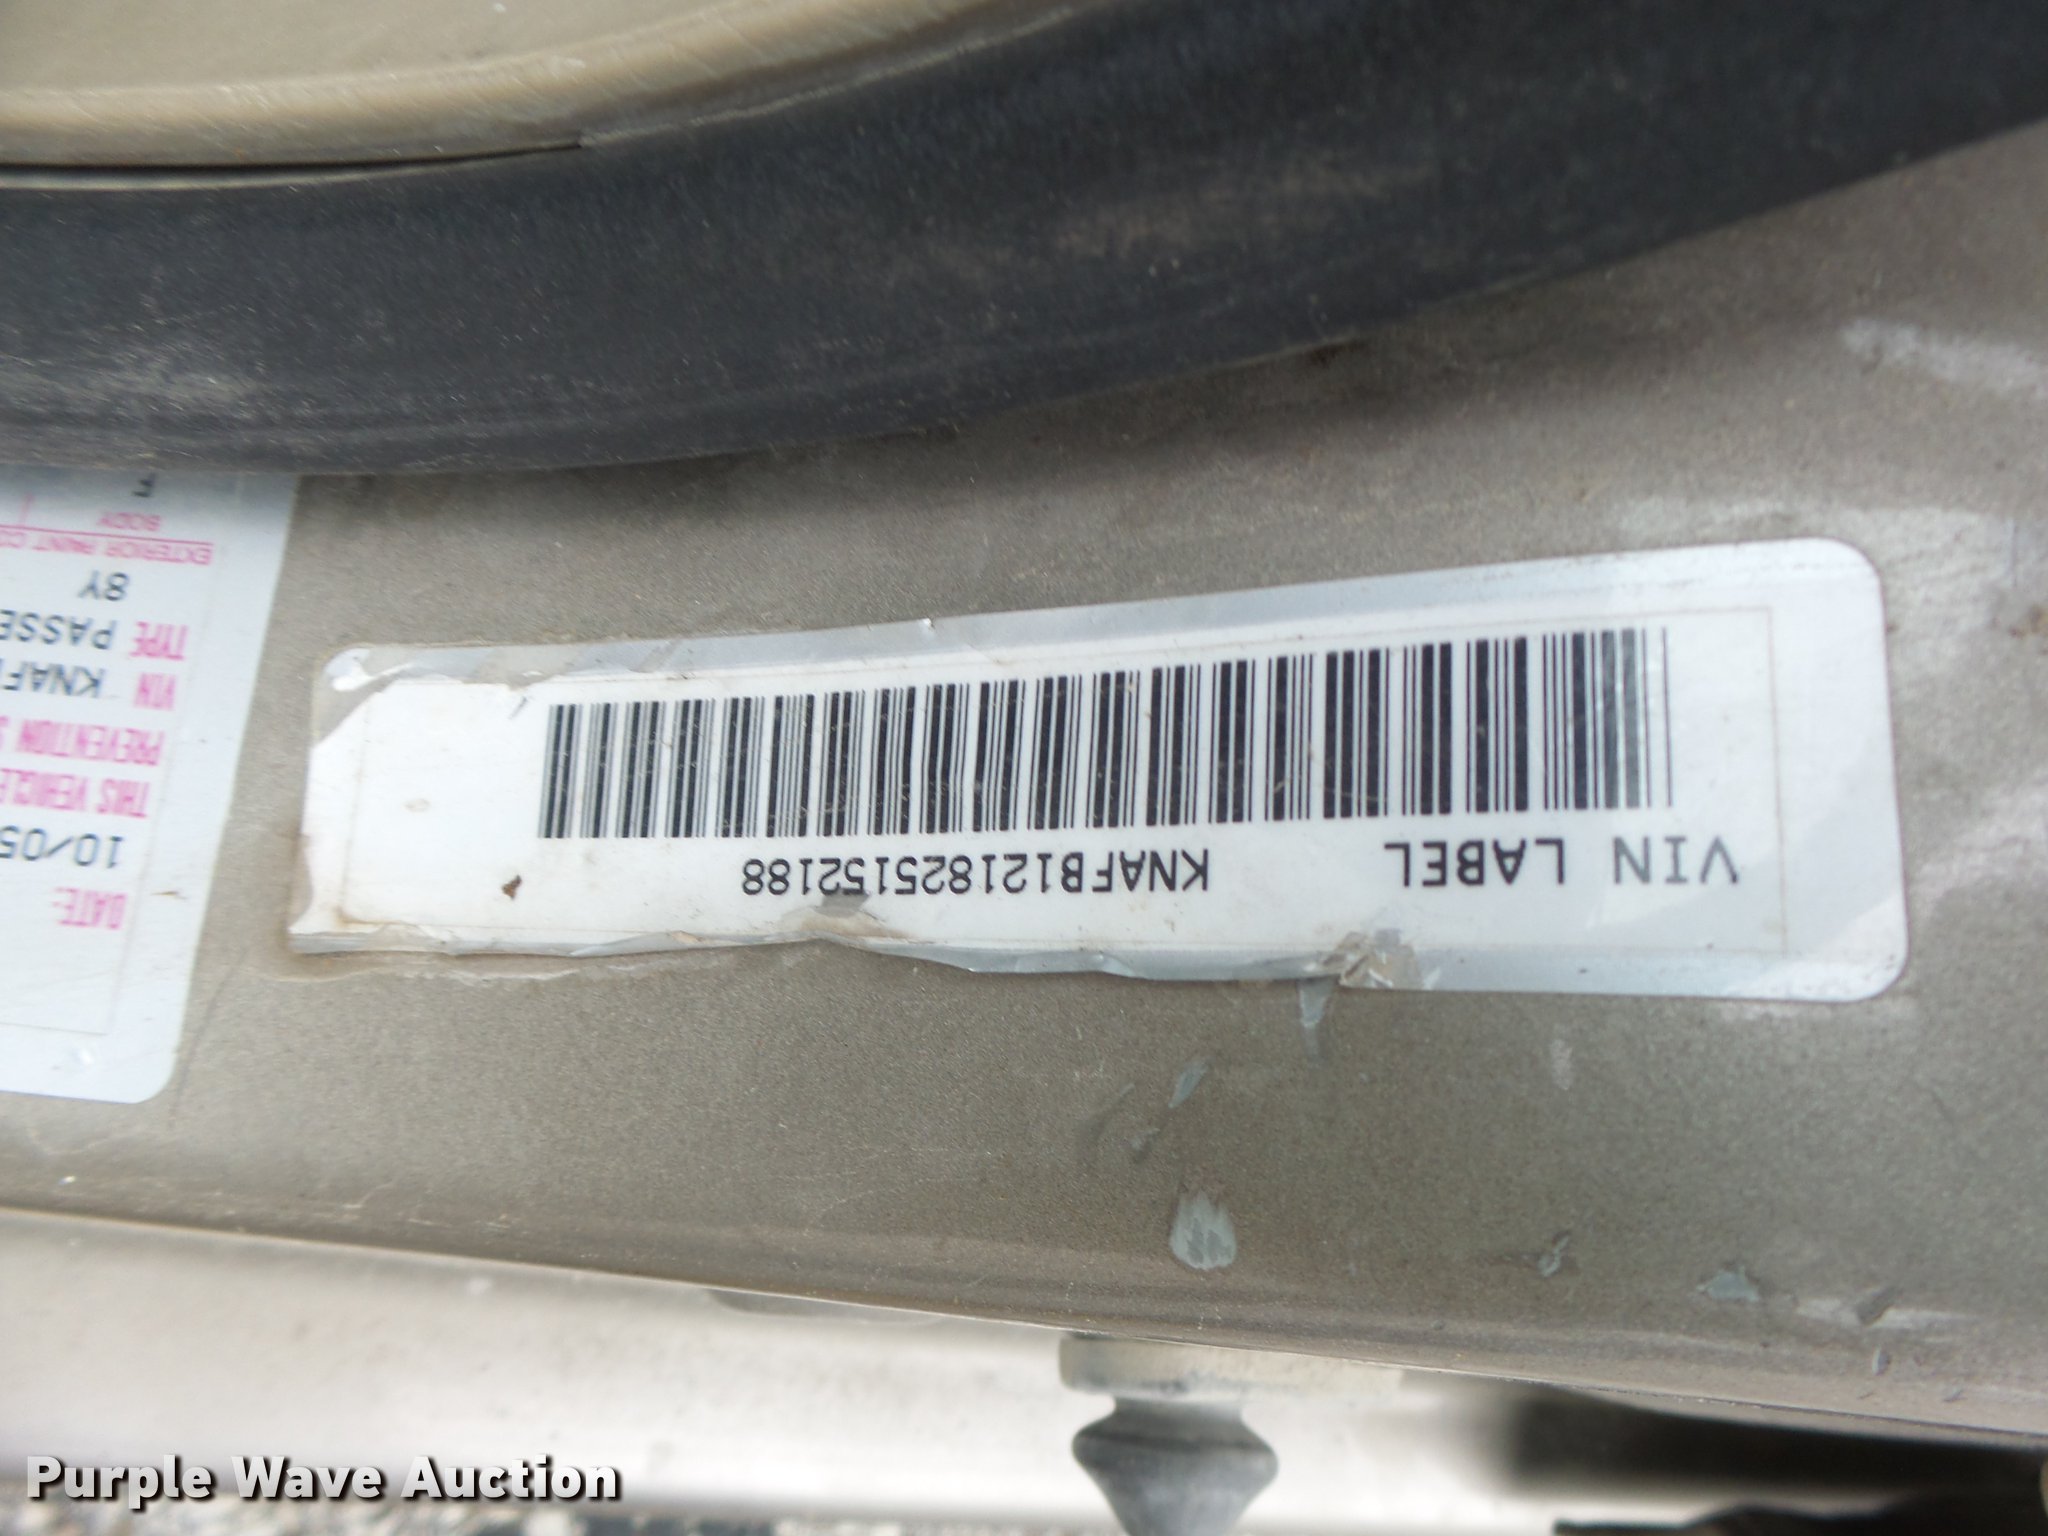 VIN LABEL KNAFB121825152188
DATE:
10/05
THIS VEHICLE
PREVENTION S
VIN KNAF
TYPE PASSE
8Y
EXTERIOR PAINT CO
BODY
Purple Wave Auction